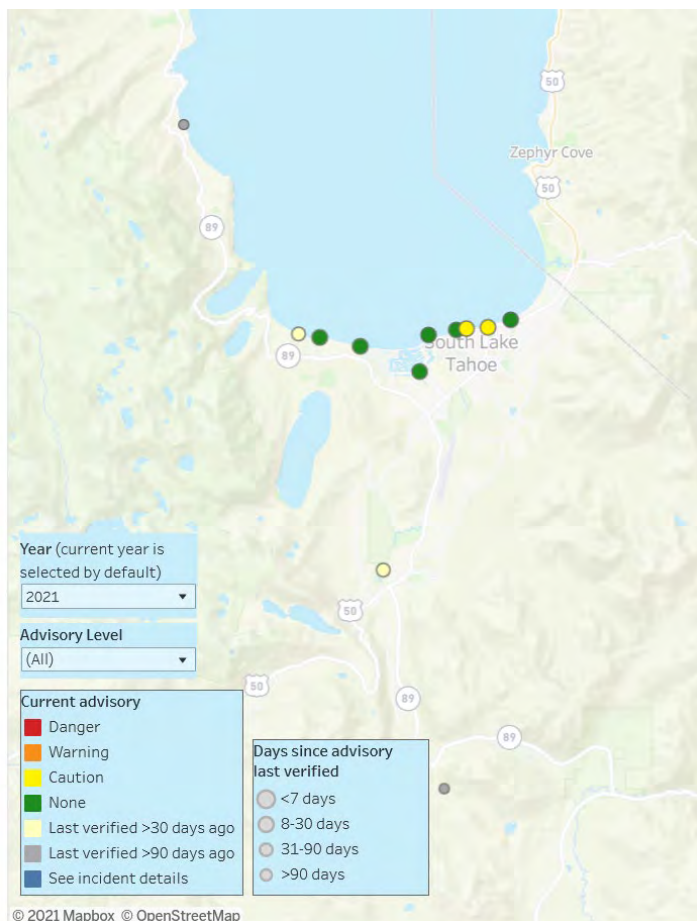 50
Zephyr Cove
50
89
89
South Lake
Tahoe
50
50
89
89
Year (current year is
selected by default)
2021
Advisory Level
(All)
Current advisory
Danger
Warning
Caution
None
Last verified >30 days ago
Last verified >90 days ago
See incident details
Days since advisory
last verified
<7 days
8-30 days
31-90 days
>90 days
© 2021 Mapbox © OpenStreetMap